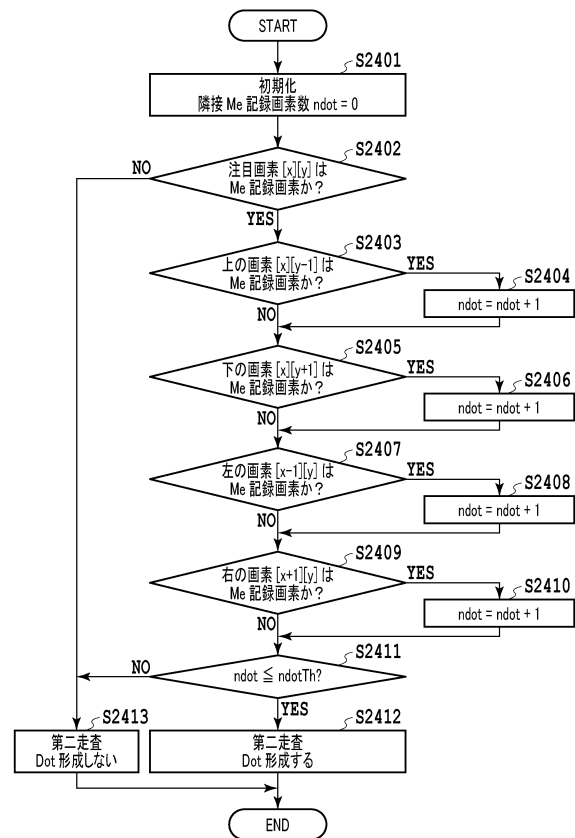 START
S2401
初期化
隣接 Me 記録画素数 ndot = 0
S2402
NO
注目画素 [x][y] は
Me 記録画素か？
YES
S2403
上の画素 [x][y-1] は
Me 記録画素か？
YES
S2404
ndot = ndot + 1
NO
S2405
下の画素 [x][y+1] は
Me 記録画素か？
YES
S2406
ndot = ndot + 1
NO
S2407
左の画素 [x-1][y] は
Me 記録画素か？
YES
S2408
ndot = ndot + 1
NO
S2409
右の画素 [x+1][y] は
Me 記録画素か？
YES
S2410
ndot = ndot + 1
NO
S2411
NO
ndot ≦ ndotTh?
YES
S2413
第二走査
Dot 形成しない
S2412
第二走査
Dot 形成する
END